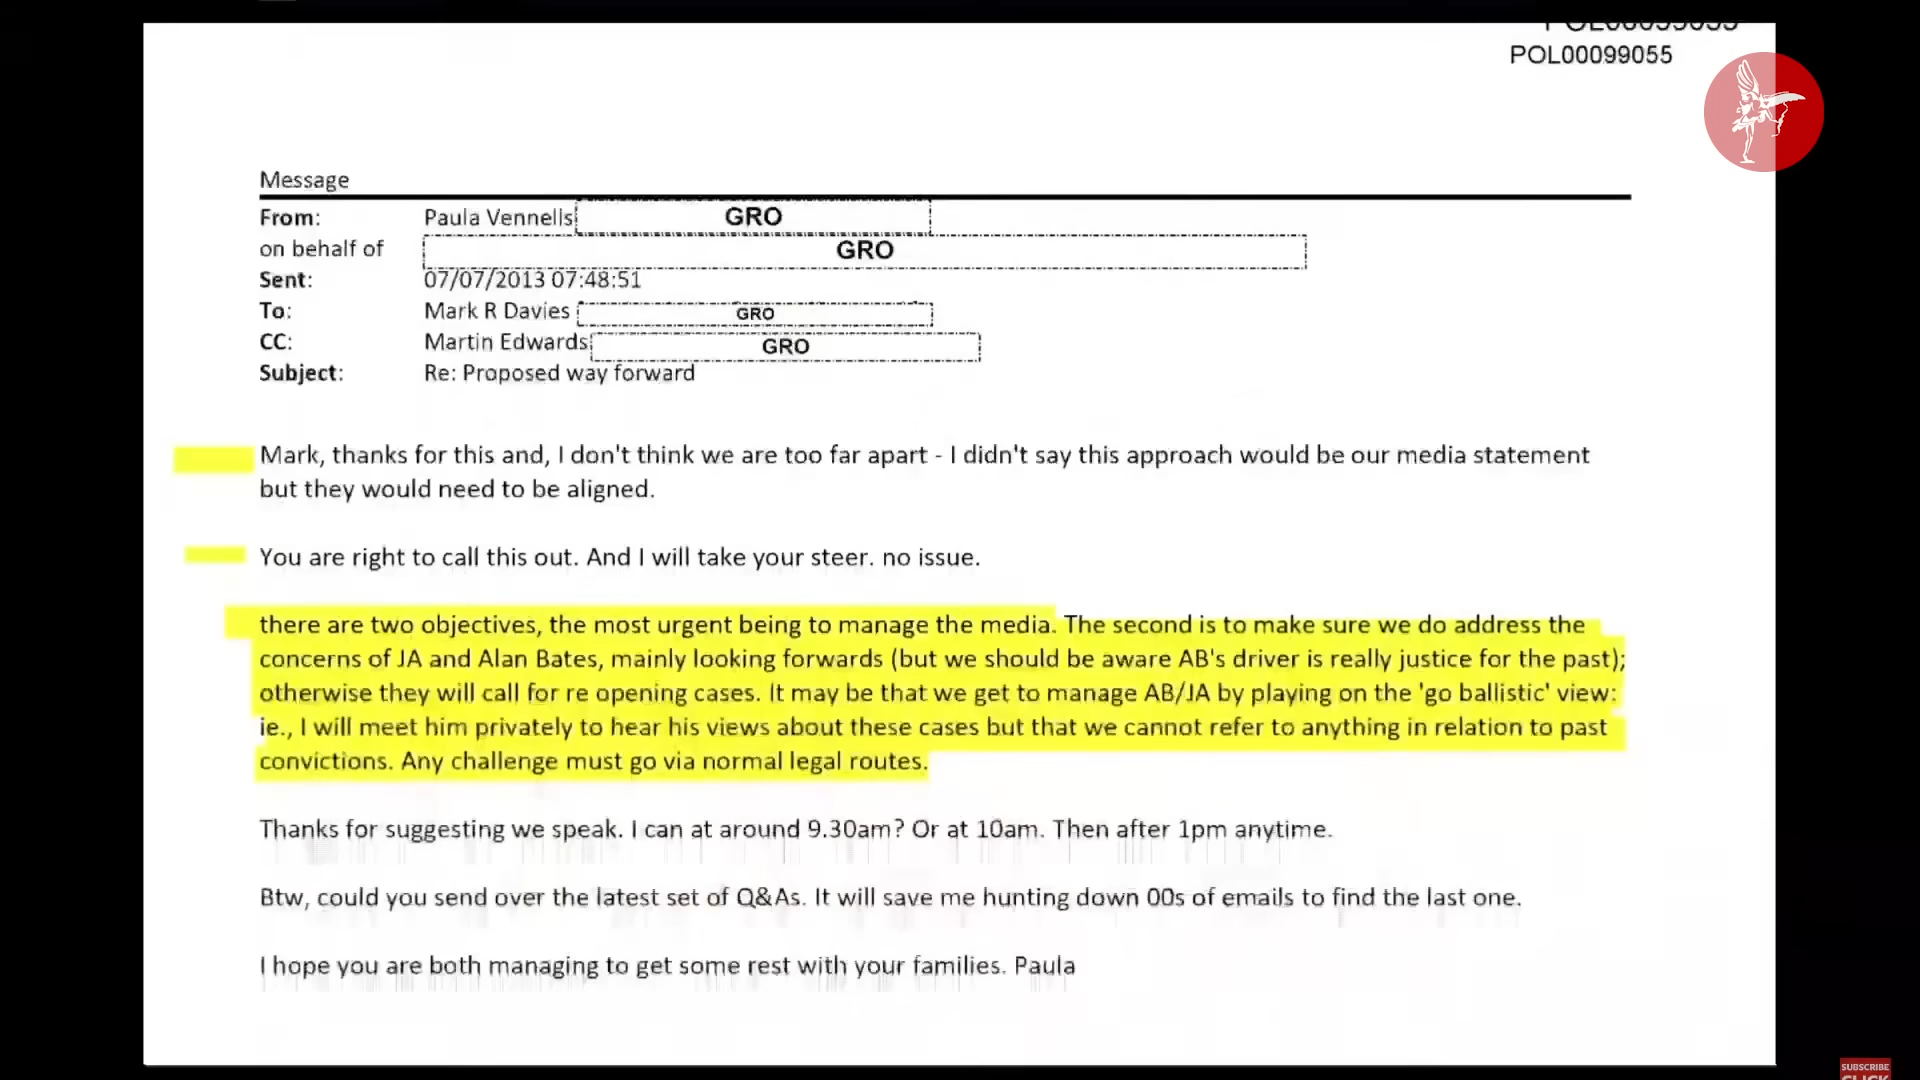 POL00099055
POL00099055
Message
From: Paula Vennells GRO
on behalf of GRO
Sent: 07/07/2013 07:48:51
To: Mark R Davies GRO
CC: Martin Edwards GRO
Subject: Re: Proposed way forward
Mark, thanks for this and, I don't think we are too far apart - I didn't say this approach would be our media statement
but they would need to be aligned.
You are right to call this out. And I will take your steer. no issue.
there are two objectives, the most urgent being to manage the media. The second is to make sure we do address the
concerns of JA and Alan Bates, mainly looking forwards (but we should be aware AB's driver is really justice for the past);
otherwise they will call for re opening cases. It may be that we get to manage AB/JA by playing on the 'go ballistic' view:
ie., I will meet him privately to hear his views about these cases but that we cannot refer to anything in relation to past
convictions. Any challenge must go via normal legal routes.
Thanks for suggesting we speak. I can at around 9.30am? Or at 10am. Then after 1pm anytime.
Btw, could you send over the latest set of Q&As. It will save me hunting down 00s of emails to find the last one.
I hope you are both managing to get some rest with your families. Paula
SUBSCRIBE
CLICK